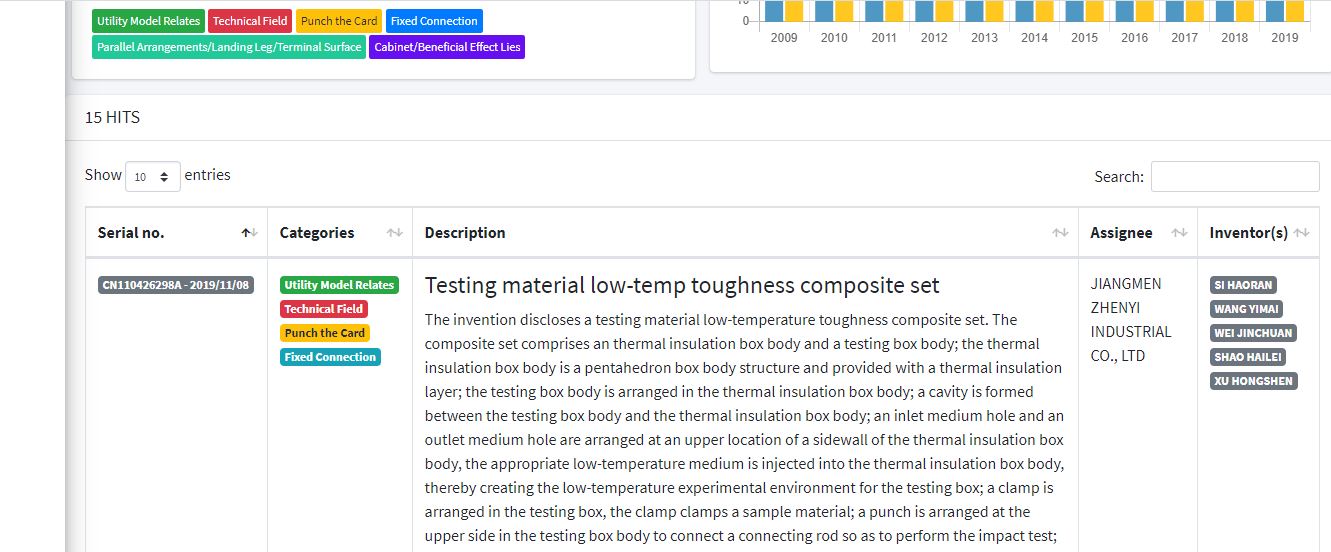 Utility Model Relates Technical Field Punch the Card Fixed Connection
Parallel Arrangements/Landing Leg/Terminal Surface Cabinet/Beneficial Effect Lies
0
2009 2010 2011 2012 2013 2014 2015 2016 2017 2018 2019
15 HITS
Show 10 entries
Search:
Serial no. Categories Description Assignee Inventor(s)
CN110426298A - 2019/11/08
Utility Model Relates
Technical Field
Punch the Card
Fixed Connection
Testing material low-temp toughness composite set
The invention discloses a testing material low-temperature toughness composite set. The
composite set comprises an thermal insulation box body and a testing box body; the thermal
insulation box body is a pentahedron box body structure and provided with a thermal insulation
layer; the testing box body is arranged in the thermal insulation box body; a cavity is formed
between the testing box body and the thermal insulation box body; an inlet medium hole and an
outlet medium hole are arranged at an upper location of a sidewall of the thermal insulation box
body, the appropriate low-temperature medium is injected into the thermal insulation box body,
thereby creating the low-temperature experimental environment for the testing box; a clamp is
arranged in the testing box, the clamp clamps a sample material; a punch is arranged at the
upper side in the testing box body to connect a connecting rod so as to perform the impact test;
JIANGMEN
ZHENYI
INDUSTRIAL
CO., LTD
SI HAORAN
WANG YIMAI
WEI JINCHUAN
SHAO HAILEI
XU HONGSHEN